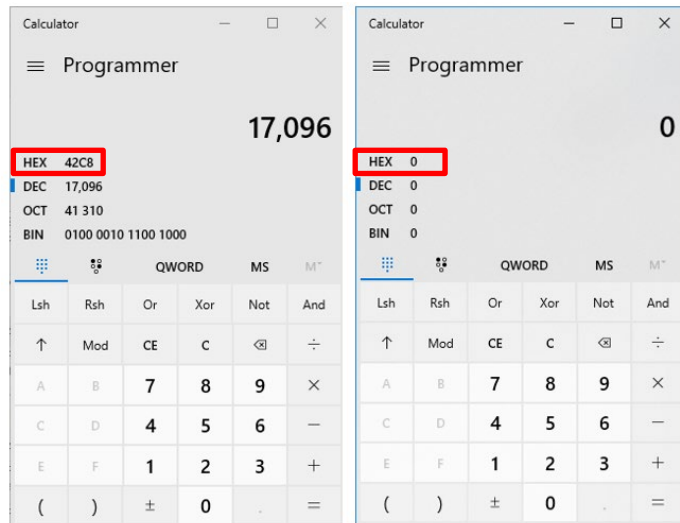 Calculator
Programmer
17,096
HEX 42C8
DEC 17,096
OCT 41 310
BIN 0100 0010 1100 1000
QWORD MS M˅
Lsh Rsh Or Xor Not And
↑ Mod CE C ⌫ ÷
A B 7 8 9 ×
C D 4 5 6 −
E F 1 2 3 +
( ) ± 0 . =
Calculator
Programmer
0
HEX 0
DEC 0
OCT 0
BIN 0
QWORD MS M˅
Lsh Rsh Or Xor Not And
↑ Mod CE C ⌫ ÷
A B 7 8 9 ×
C D 4 5 6 −
E F 1 2 3 +
( ) ± 0 . =